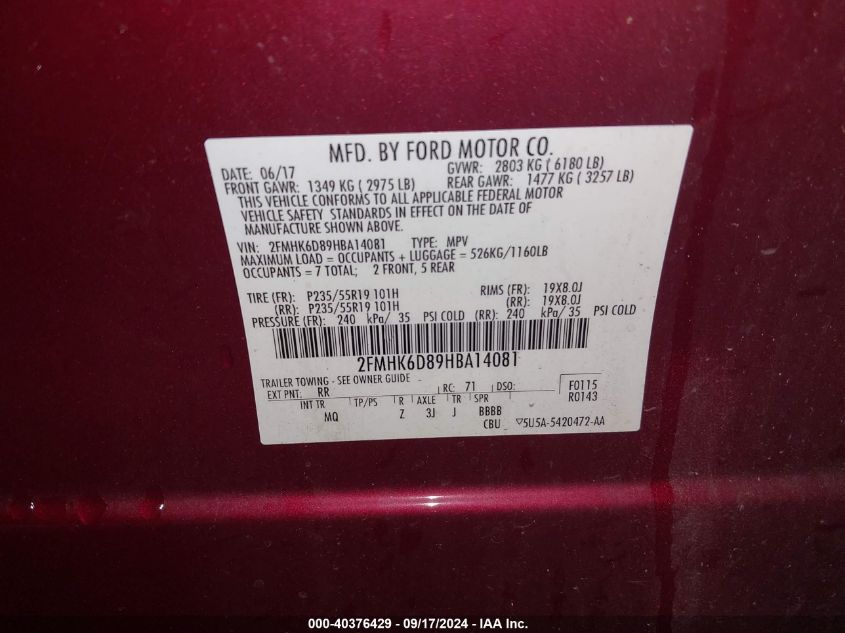 MFD. BY FORD MOTOR CO.
DATE: 06/17 GVWR: 2803 KG ( 6180 LB)
FRONT GAWR: 1349 KG ( 2975 LB) REAR GAWR: 1477 KG ( 3257 LB)
THIS VEHICLE CONFORMS TO ALL APPLICABLE FEDERAL MOTOR
VEHICLE SAFETY STANDARDS IN EFFECT ON THE DATE OF
MANUFACTURE SHOWN ABOVE.
VIN: 2FMHK6D89HBA14081 TYPE: MPV
MAXIMUM LOAD = OCCUPANTS + LUGGAGE = 526KG/1160LB
OCCUPANTS = 7 TOTAL; 2 FRONT, 5 REAR
TIRE (FR): P235/55R19 101H RIMS (FR): 19X8.0J
(RR): P235/55R19 101H (RR): 19X8.0J
PRESSURE (FR): 240 kPa/ 35 PSI COLD (RR): 240 kPa/ 35 PSI COLD
2FMHK6D89HBA14081
TRAILER TOWING - SEE OWNER GUIDE
EXT PNT: RR RC: 71 DSO: F0115
INT TR TP/PS R AXLE TR SPR R0143
MQ Z 3J J BBBB
CBU ▽5U5A-5420472-AA
000-40376429 - 09/17/2024 - IAA Inc.